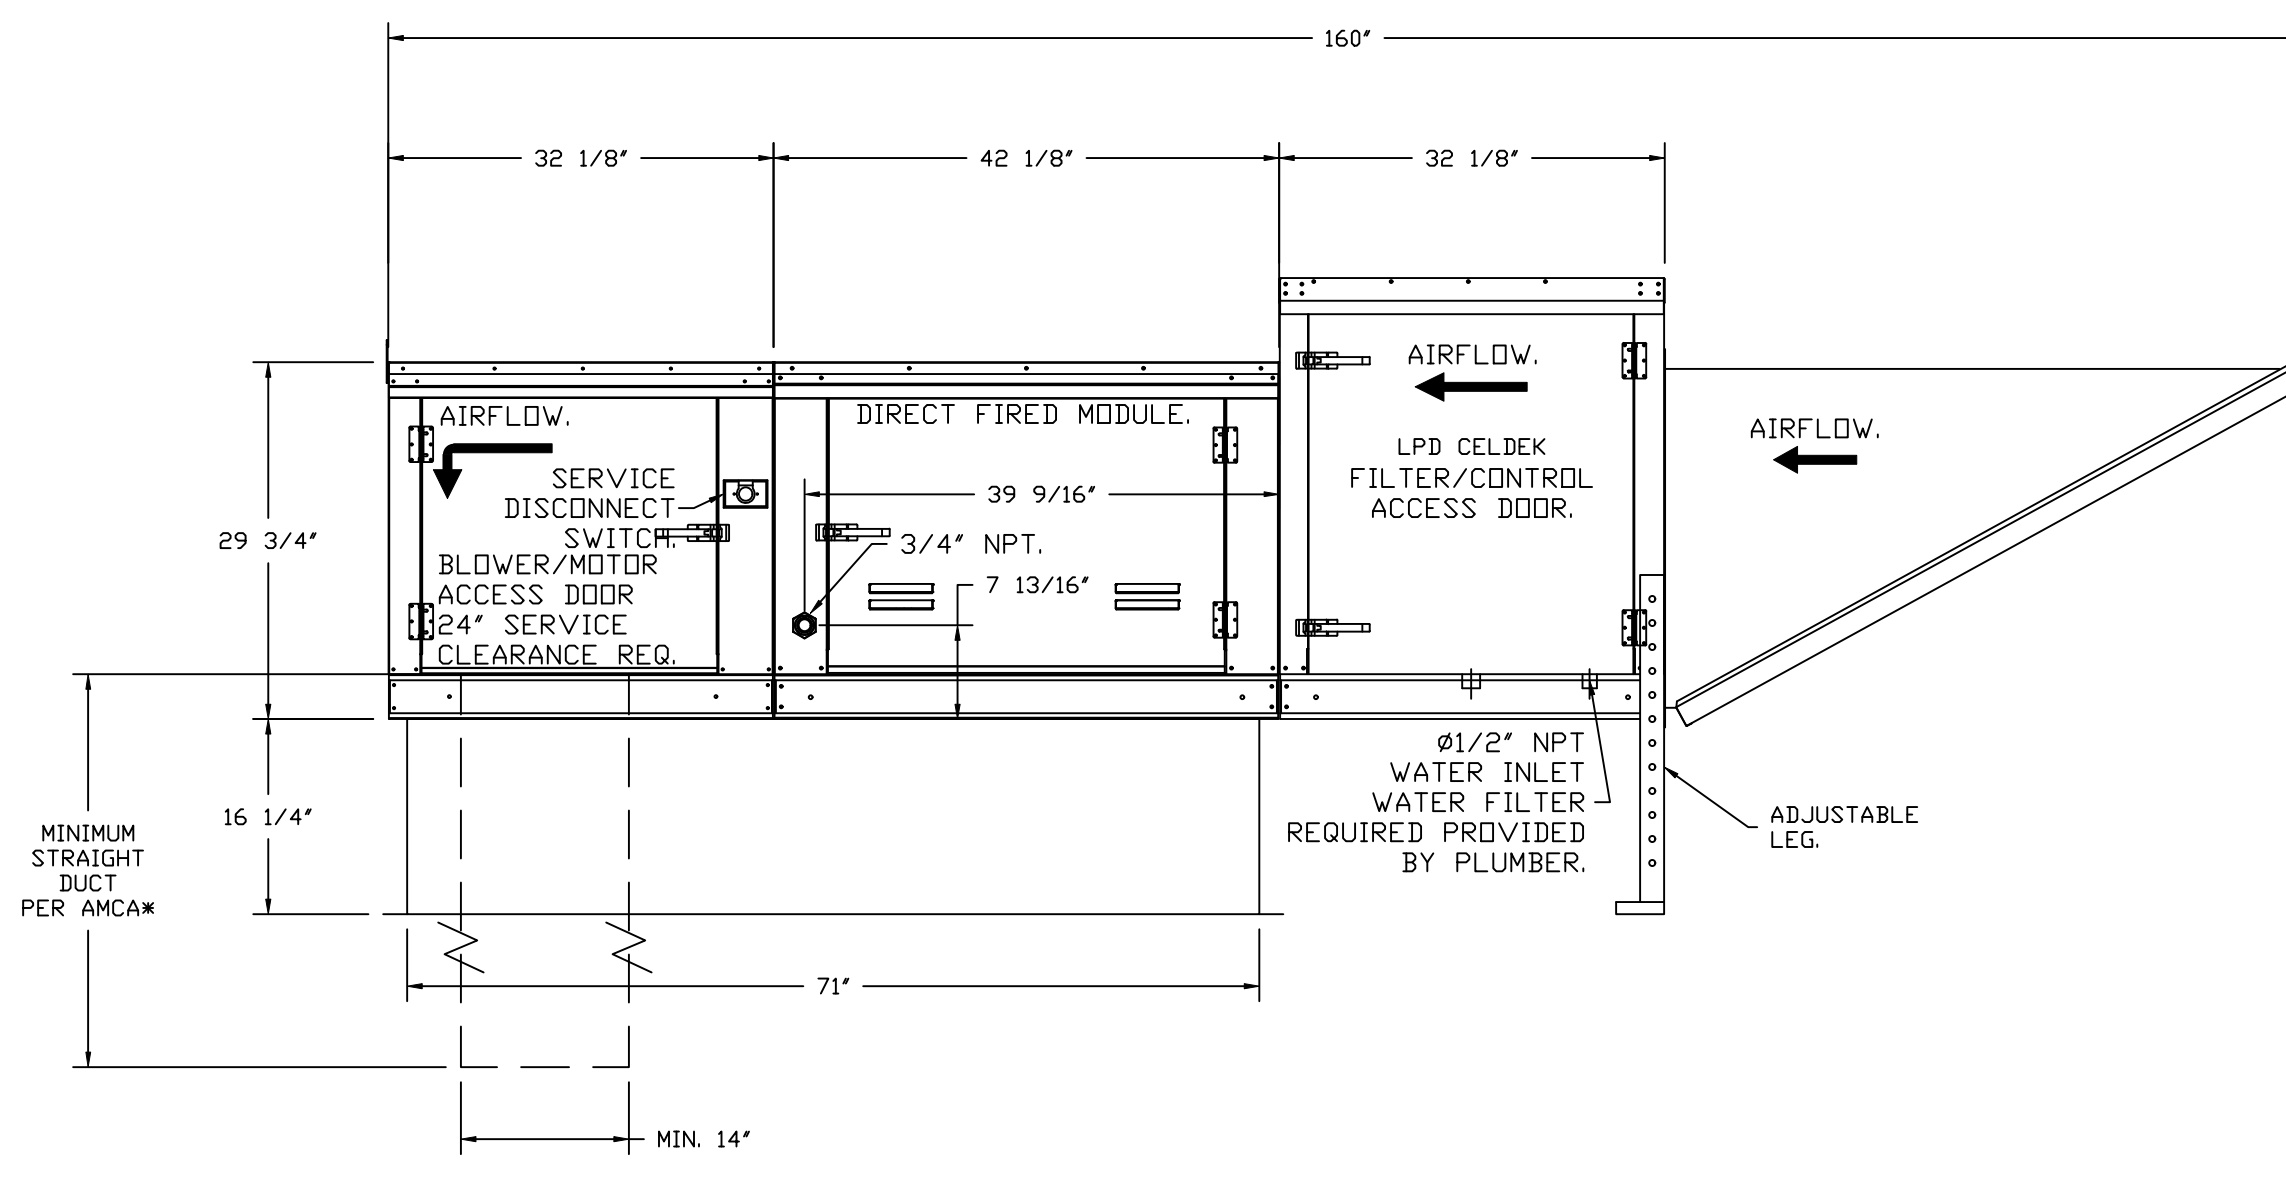 160"
32 1/8"
42 1/8"
32 1/8"
AIRFLOW.
SERVICE
DISCONNECT
SWITCH.
BLOWER/MOTOR
ACCESS DOOR
24" SERVICE
CLEARANCE REQ.
DIRECT FIRED MODULE.
39 9/16"
3/4" NPT.
7 13/16"
AIRFLOW.
LPD CELDEK
FILTER/CONTROL
ACCESS DOOR.
AIRFLOW.
29 3/4"
16 1/4"
MINIMUM
STRAIGHT
DUCT
PER AMCA*
Ø1/2" NPT
WATER INLET
WATER FILTER
REQUIRED PROVIDED
BY PLUMBER.
ADJUSTABLE
LEG.
71"
MIN. 14"